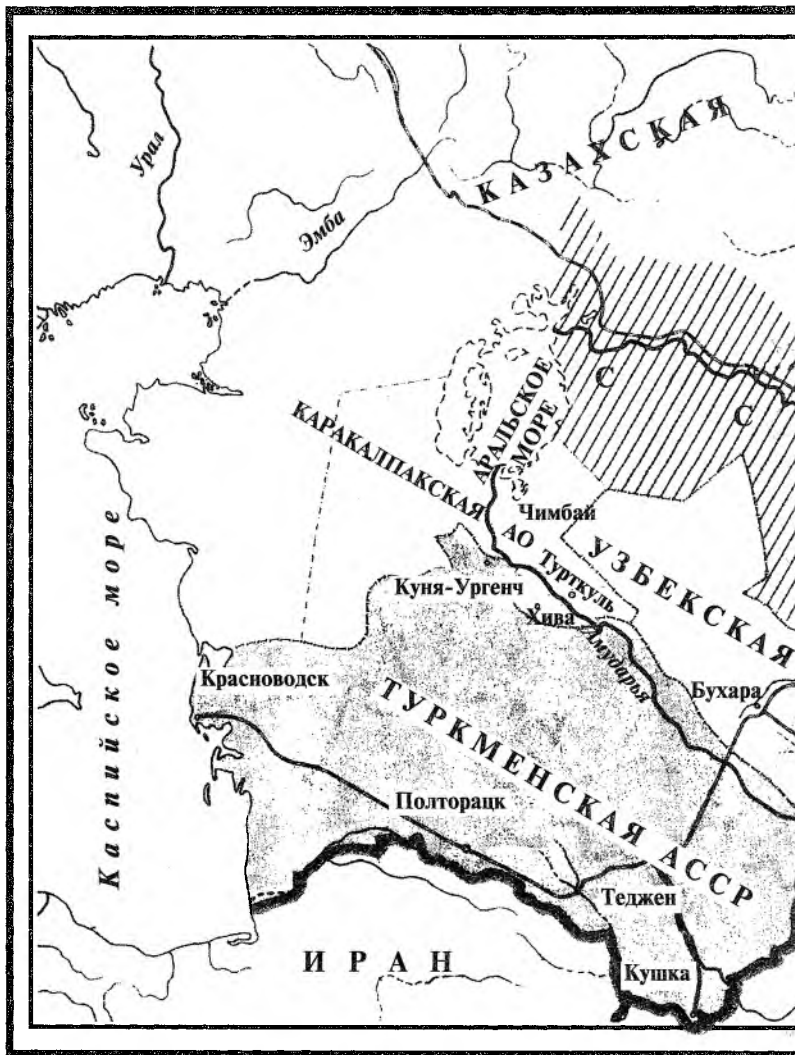 Урал
Эмба
КАЗАХСКАЯ
С
С
АРАЛЬСКОЕ
МОРЕ
КАРАКАЛПАКСКАЯ
АО
Чимбай
Турткуль
УЗБЕКСКАЯ
Куня-Ургенч
Хива
Амударья
Каспийское море
Красноводск
Бухара
ТУРКМЕНСКАЯ АССР
Полторацк
Теджен
ИРАН
Кушка